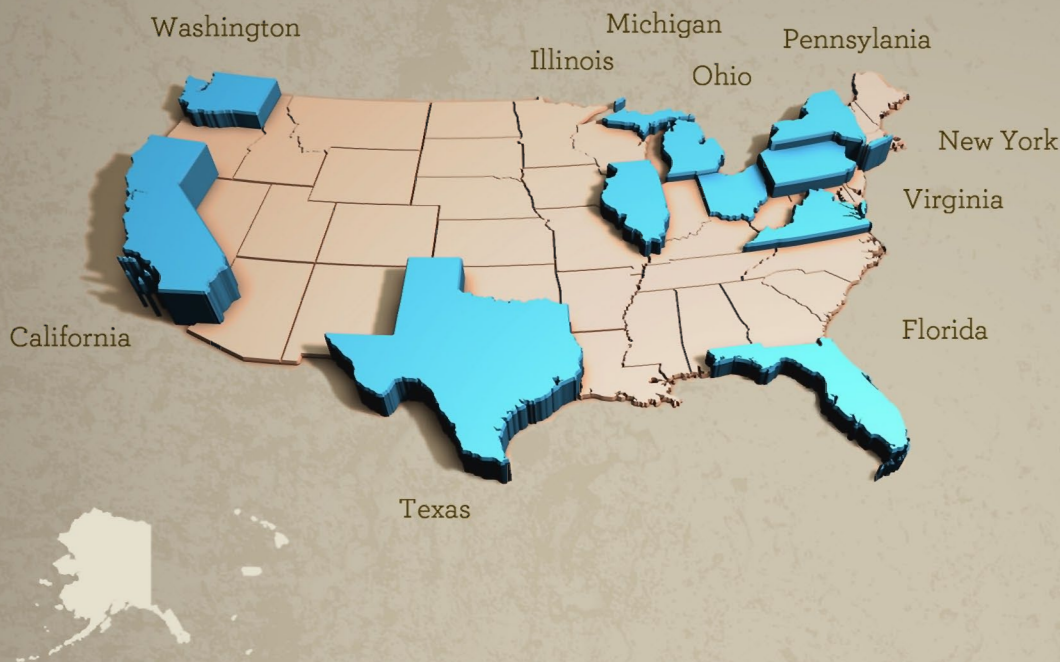 Washington
Michigan
Pennsylania
Illinois
Ohio
New York
Virginia
California
Florida
Texas